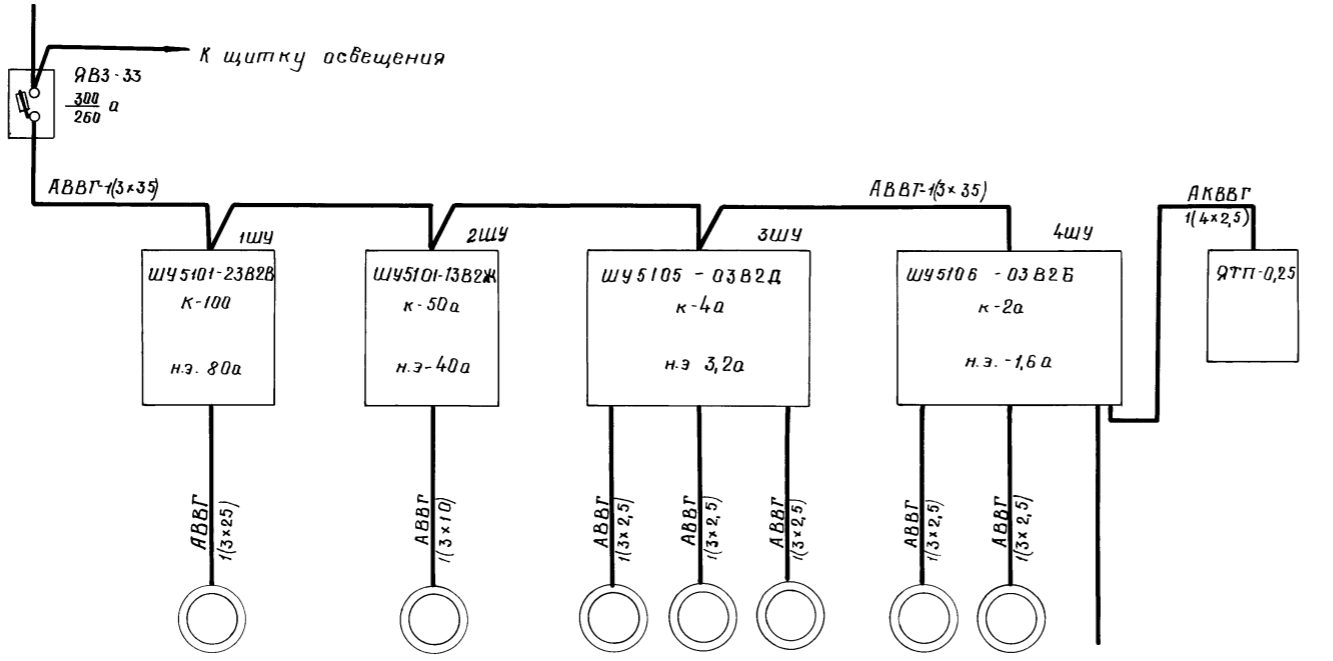 К щитку освещения
ЯВЗ-33
300
260 а
АВВГ-1(3×35)
АВВГ-1(3×35)
АКВВГ
1(4×2,5)
1ШУ
2ШУ
3ШУ
4ШУ
ШУ5101-23В2В
К-100
н.э. 80а
ШУ5101-13В2Ж
к-50а
н.э-40а
ШУ5105 - 03В2Д
к-4а
н.э 3,2а
ШУ5106 - 03В2Б
к-2а
н.э. -1,6а
ЯТП-0,25
АВВГ
1(3×25)
АВВГ
1(3×10)
АВВГ
1(3×2,5)
АВВГ
1(3×2,5)
АВВГ
1(3×2,5)
АВВГ
1(3×2,5)
АВВГ
1(3×2,5)